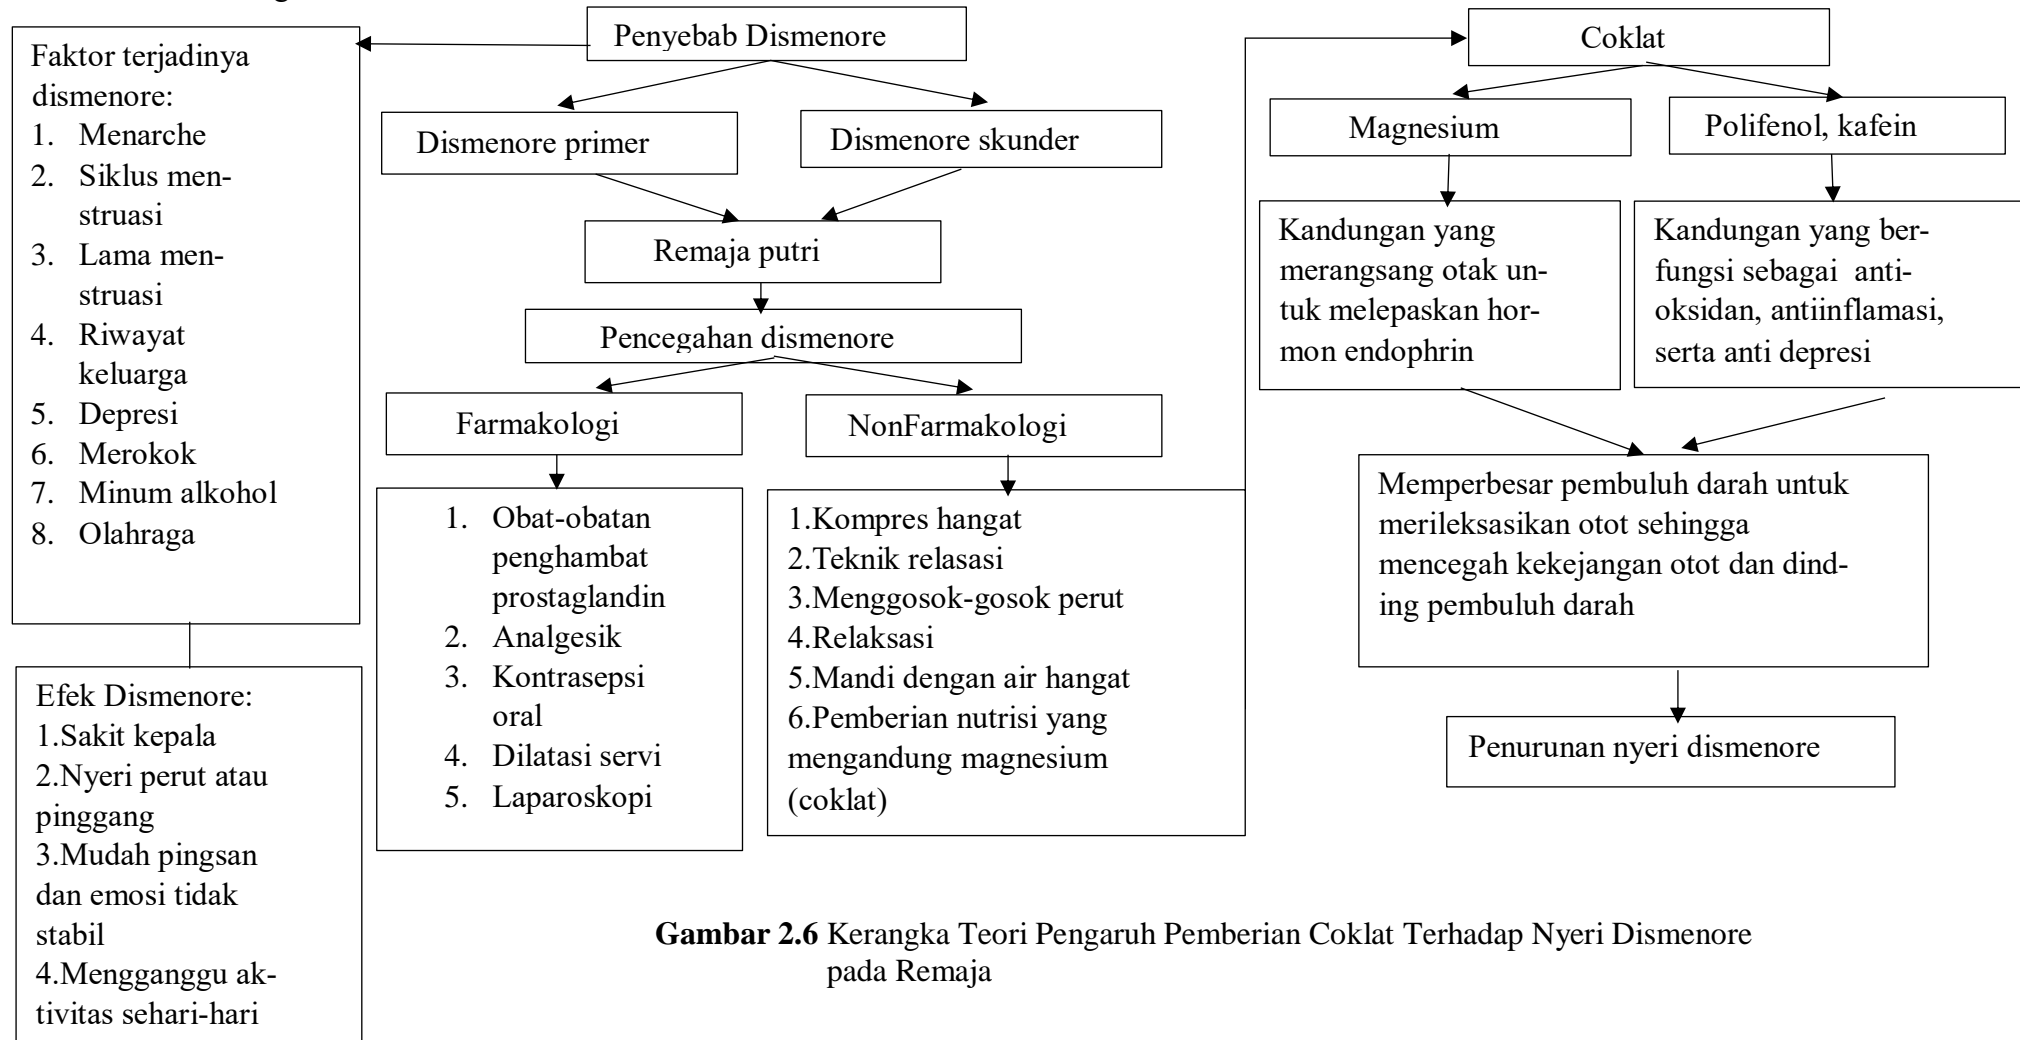 Faktor terjadinya
dismenore:
1. Menarche
2. Siklus men-
struasi
3. Lama men-
struasi
4. Riwayat
keluarga
5. Depresi
6. Merokok
7. Minum alkohol
8. Olahraga
Efek Dismenore:
1.Sakit kepala
2.Nyeri perut atau
pinggang
3.Mudah pingsan
dan emosi tidak
stabil
4.Mengganggu ak-
tivitas sehari-hari
Penyebab Dismenore
Dismenore primer
Dismenore skunder
Remaja putri
Pencegahan dismenore
Farmakologi
NonFarmakologi
1. Obat-obatan
penghambat
prostaglandin
2. Analgesik
3. Kontrasepsi
oral
4. Dilatasi servi
5. Laparoskopi
1.Kompres hangat
2.Teknik relasasi
3.Menggosok-gosok perut
4.Relaksasi
5.Mandi dengan air hangat
6.Pemberian nutrisi yang
mengandung magnesium
(coklat)
Coklat
Magnesium
Polifenol, kafein
Kandungan yang
merangsang otak un-
tuk melepaskan hor-
mon endophrin
Kandungan yang ber-
fungsi sebagai anti-
oksidan, antiinflamasi,
serta anti depresi
Memperbesar pembuluh darah untuk
merileksasikan otot sehingga
mencegah kekejangan otot dan dind-
ing pembuluh darah
Penurunan nyeri dismenore
Gambar 2.6 Kerangka Teori Pengaruh Pemberian Coklat Terhadap Nyeri Dismenore
pada Remaja